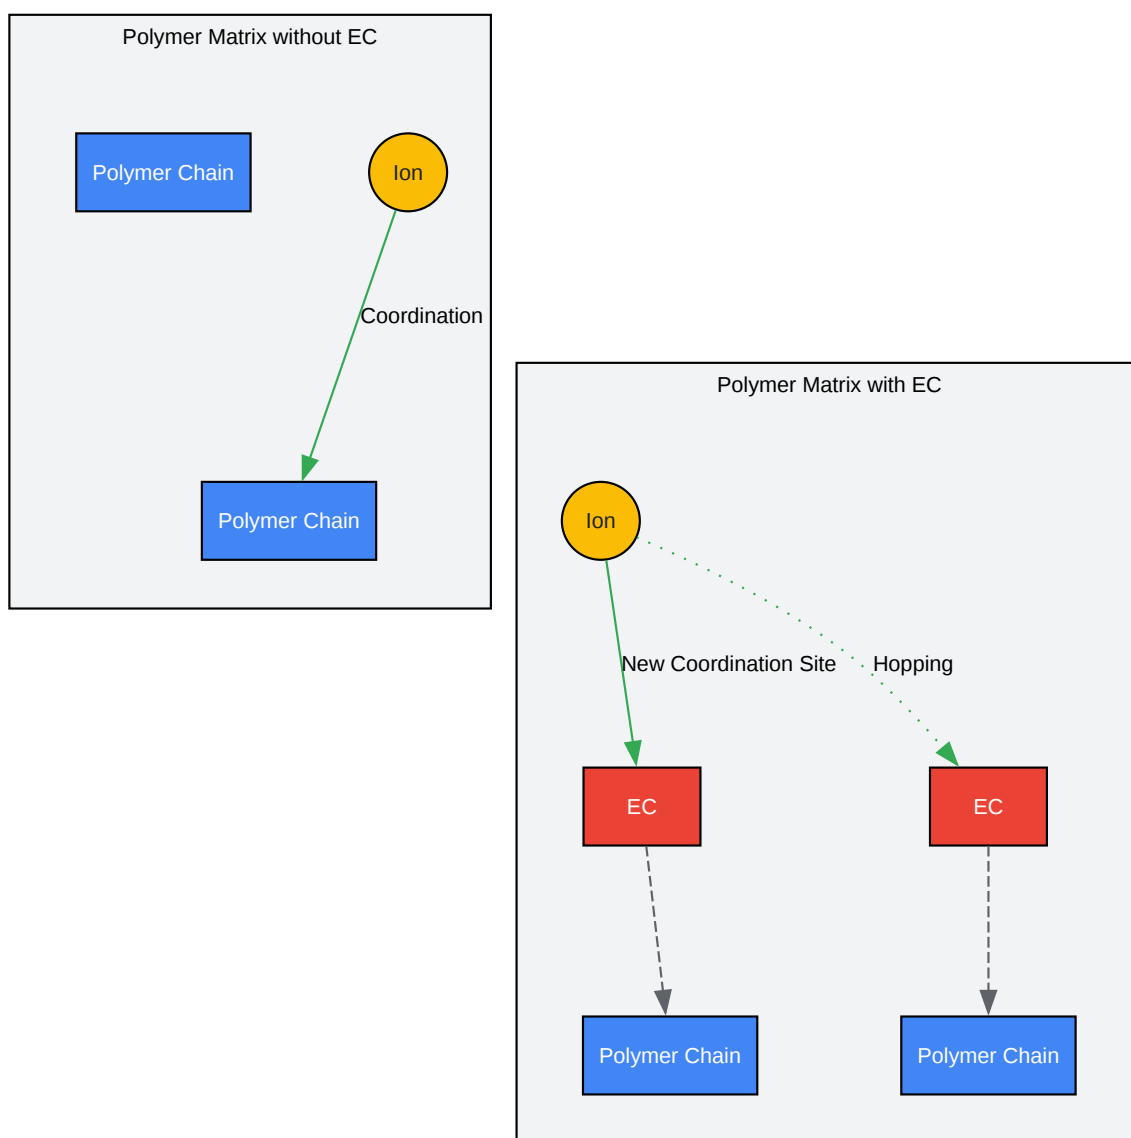 Polymer Matrix without EC
Polymer Chain
Ion
Coordination
Polymer Chain
Polymer Matrix with EC
Ion
New Coordination Site
Hopping
EC
EC
Polymer Chain
Polymer Chain